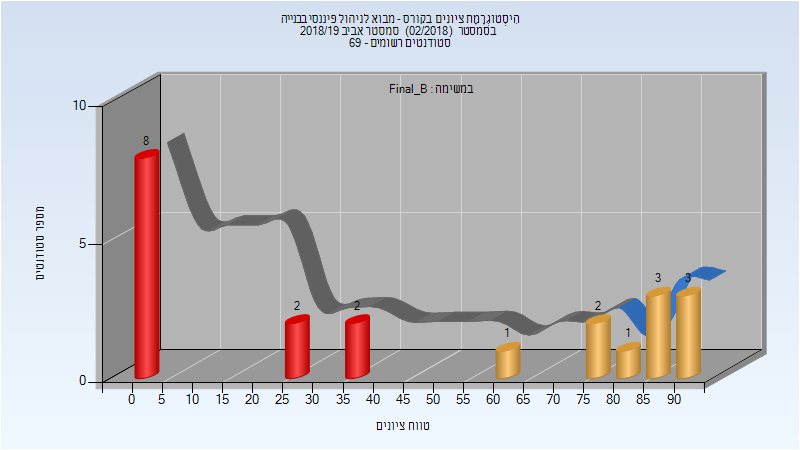 היסטוגרמת ציונים בקורס - מבוא לניהול פיננסי בבנייה
בסמסטר (02/2018) סמסטר אביב 2018/19
סטודנטים רשומים - 69
במשימה : Final_B
מספר סטודנטים
10
5
0
8
2
2
1
2
1
3
3
0 5 10 15 20 25 35 40 45 50 55 60 65 70 75 80 85 90
טווח ציונים